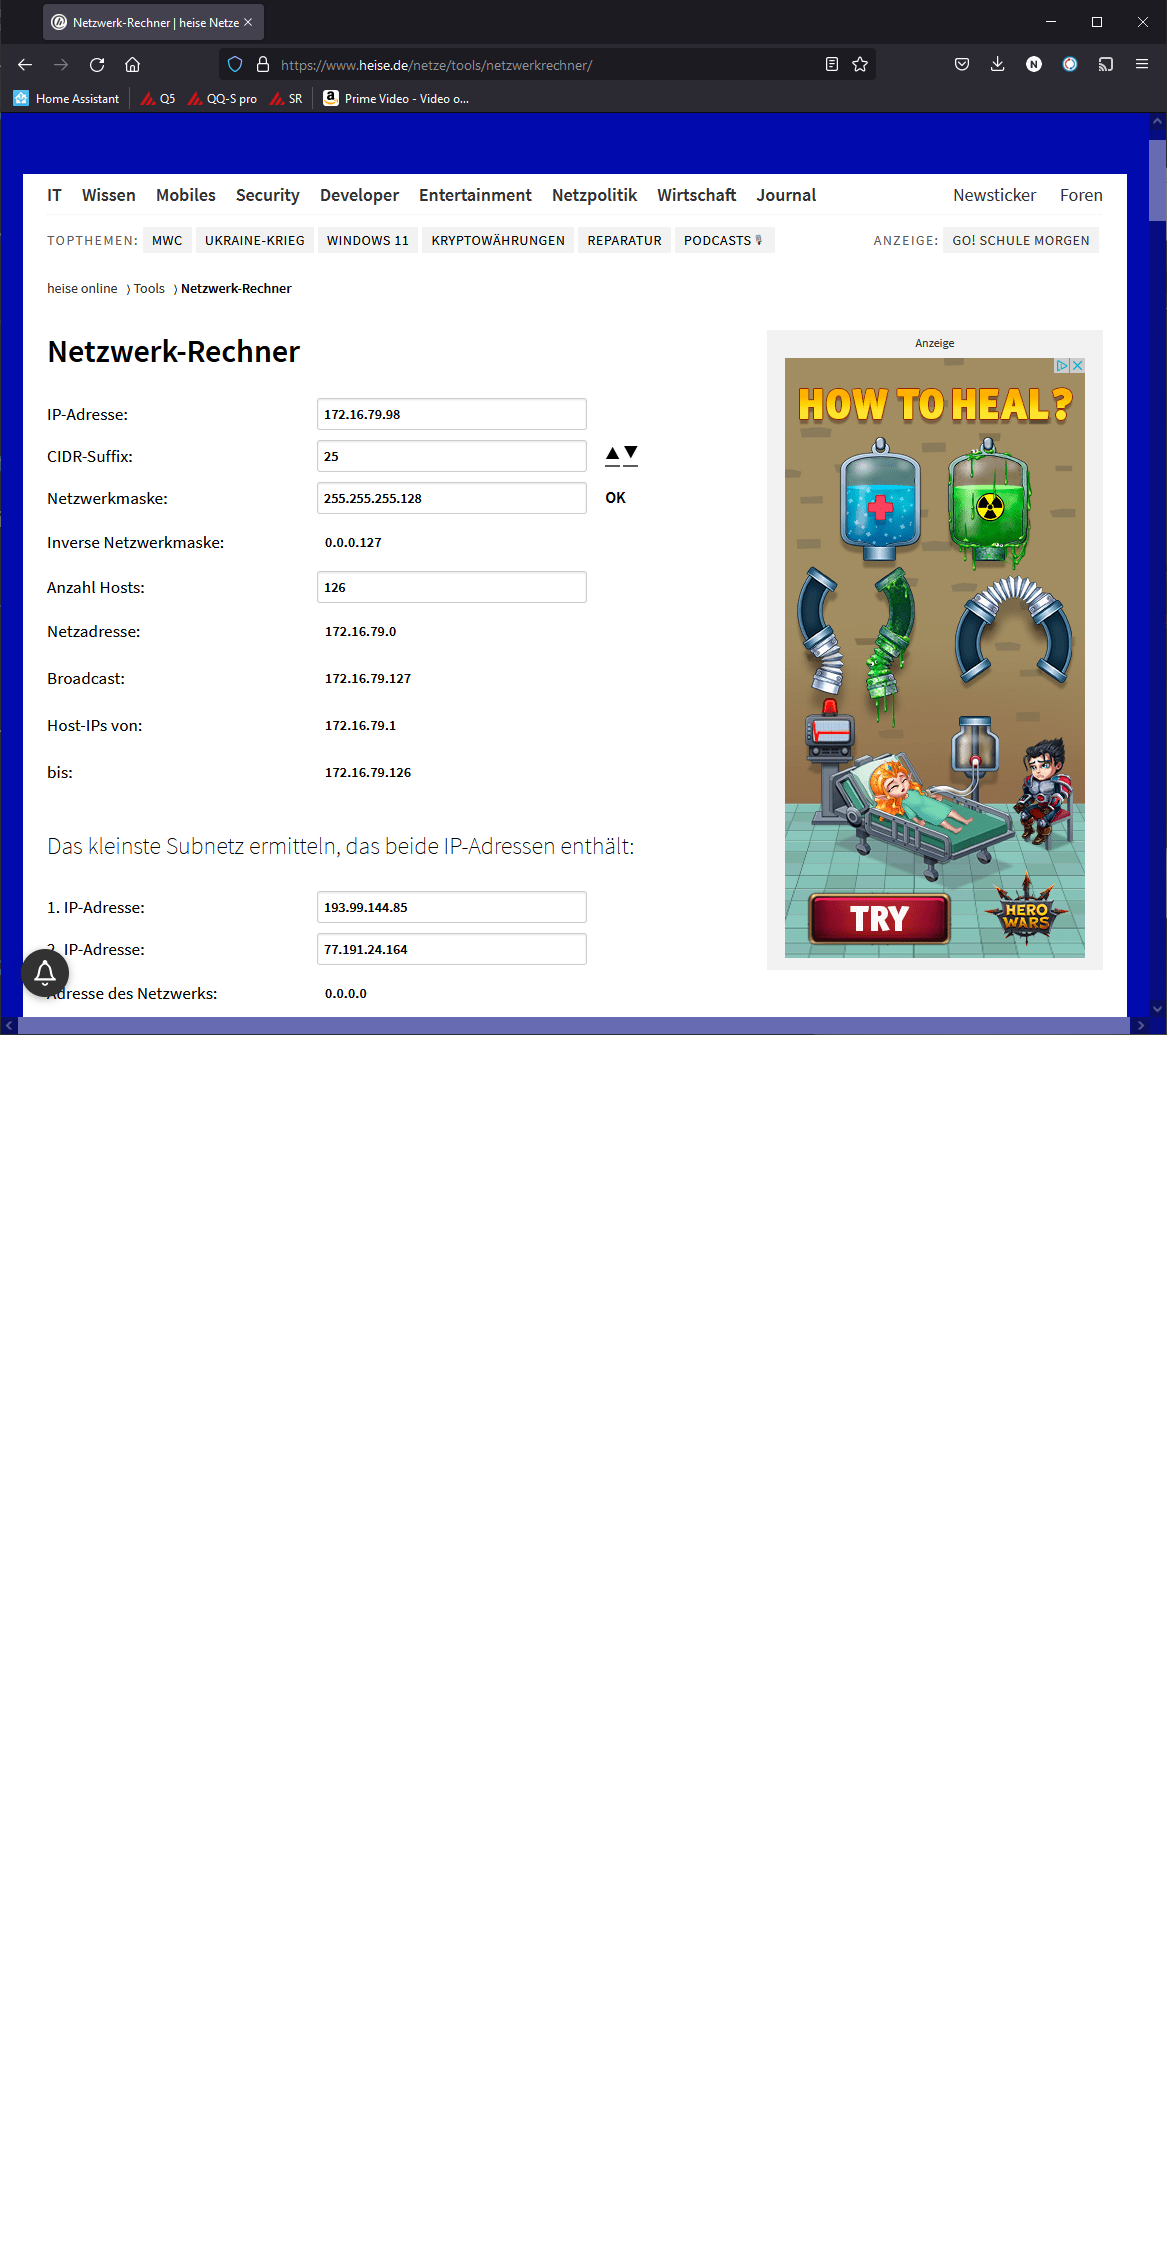 Netzwerk-Rechner | heise Netze
https://www.heise.de/netze/tools/netzwerkrechner/
Home Assistant Q5 QQ-S pro SR Prime Video - Video o...
IT Wissen Mobiles Security Developer Entertainment Netzpolitik Wirtschaft Journal Newsticker Foren
TOPTHEMEN: MWC UKRAINE-KRIEG WINDOWS 11 KRYPTOWÄHRUNGEN REPARATUR PODCASTS ANZEIGE: GO! SCHULE MORGEN
heise online › Tools › Netzwerk-Rechner
Netzwerk-Rechner
IP-Adresse: 172.16.79.98
CIDR-Suffix: 25 ▲▼
Netzwerkmaske: 255.255.255.128 OK
Inverse Netzwerkmaske: 0.0.0.127
Anzahl Hosts: 126
Netzadresse: 172.16.79.0
Broadcast: 172.16.79.127
Host-IPs von: 172.16.79.1
bis: 172.16.79.126
Das kleinste Subnetz ermitteln, das beide IP-Adressen enthält:
1. IP-Adresse: 193.99.144.85
2. IP-Adresse: 77.191.24.164
Adresse des Netzwerks: 0.0.0.0
Anzeige
HOW TO HEAL?
TRY
HERO
WARS